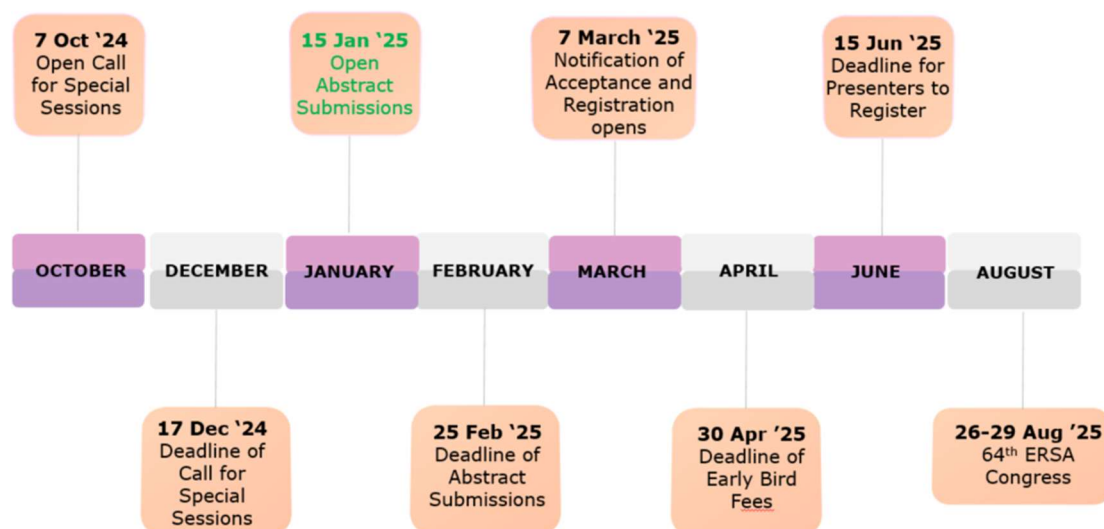 7 Oct ‘24
Open Call
for Special
Sessions
15 Jan ‘25
Open
Abstract
Submissions
7 March ‘25
Notification of
Acceptance and
Registration
opens
15 Jun ‘25
Deadline for
Presenters to
Register
OCTOBER
DECEMBER
JANUARY
FEBRUARY
MARCH
APRIL
JUNE
AUGUST
17 Dec ‘24
Deadline of
Call for
Special
Sessions
25 Feb ‘25
Deadline of
Abstract
Submissions
30 Apr ’25
Deadline of
Early Bird
Fees
26-29 Aug ’25
64th ERSA
Congress